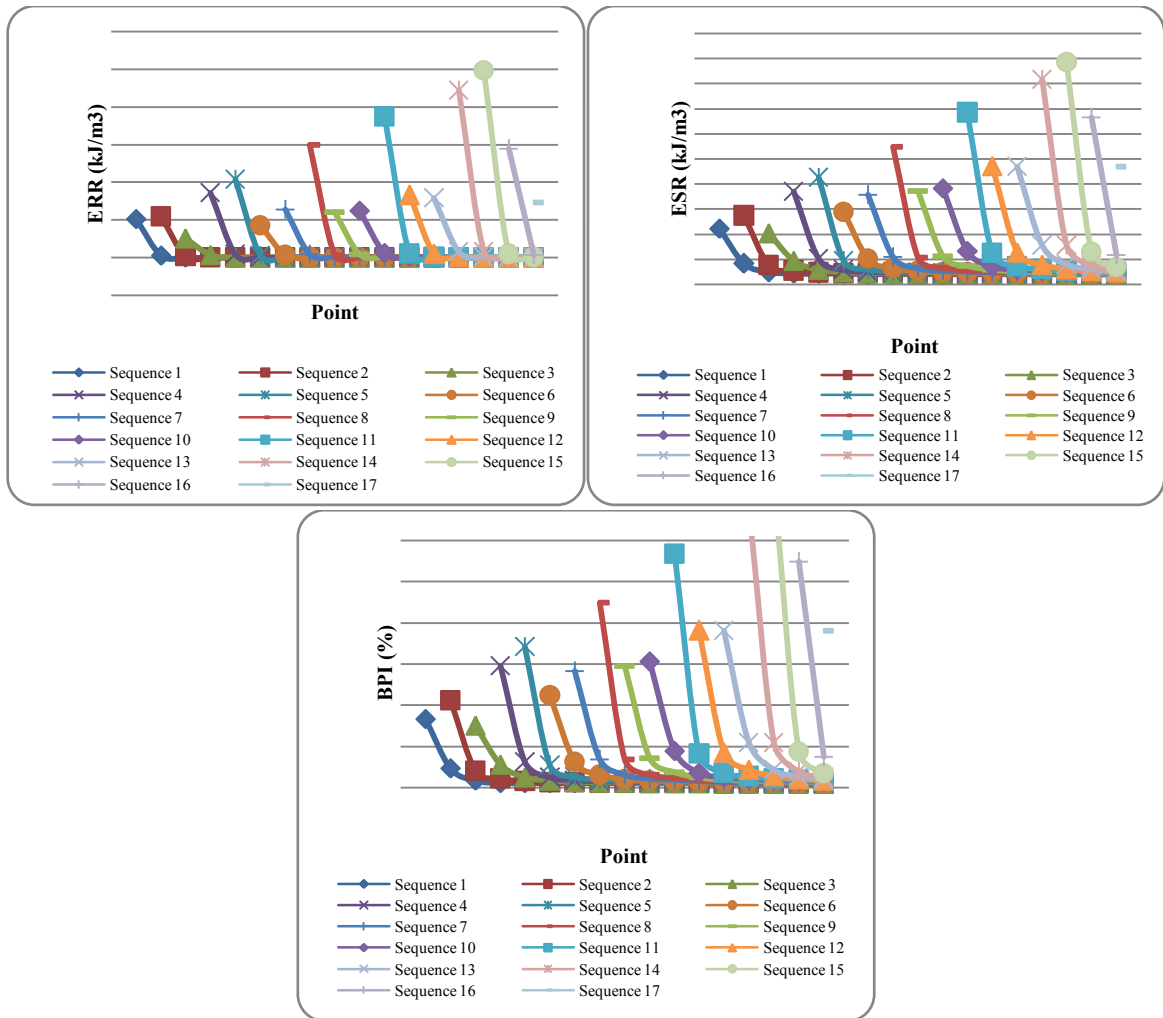 ERR (kJ/m3)
Point
Sequence 1 Sequence 2 Sequence 3
Sequence 4 Sequence 5 Sequence 6
Sequence 7 Sequence 8 Sequence 9
Sequence 10 Sequence 11 Sequence 12
Sequence 13 Sequence 14 Sequence 15
Sequence 16 Sequence 17
ESR (kJ/m3)
Point
Sequence 1 Sequence 2 Sequence 3
Sequence 4 Sequence 5 Sequence 6
Sequence 7 Sequence 8 Sequence 9
Sequence 10 Sequence 11 Sequence 12
Sequence 13 Sequence 14 Sequence 15
Sequence 16 Sequence 17
BPI (%)
Point
Sequence 1 Sequence 2 Sequence 3
Sequence 4 Sequence 5 Sequence 6
Sequence 7 Sequence 8 Sequence 9
Sequence 10 Sequence 11 Sequence 12
Sequence 13 Sequence 14 Sequence 15
Sequence 16 Sequence 17